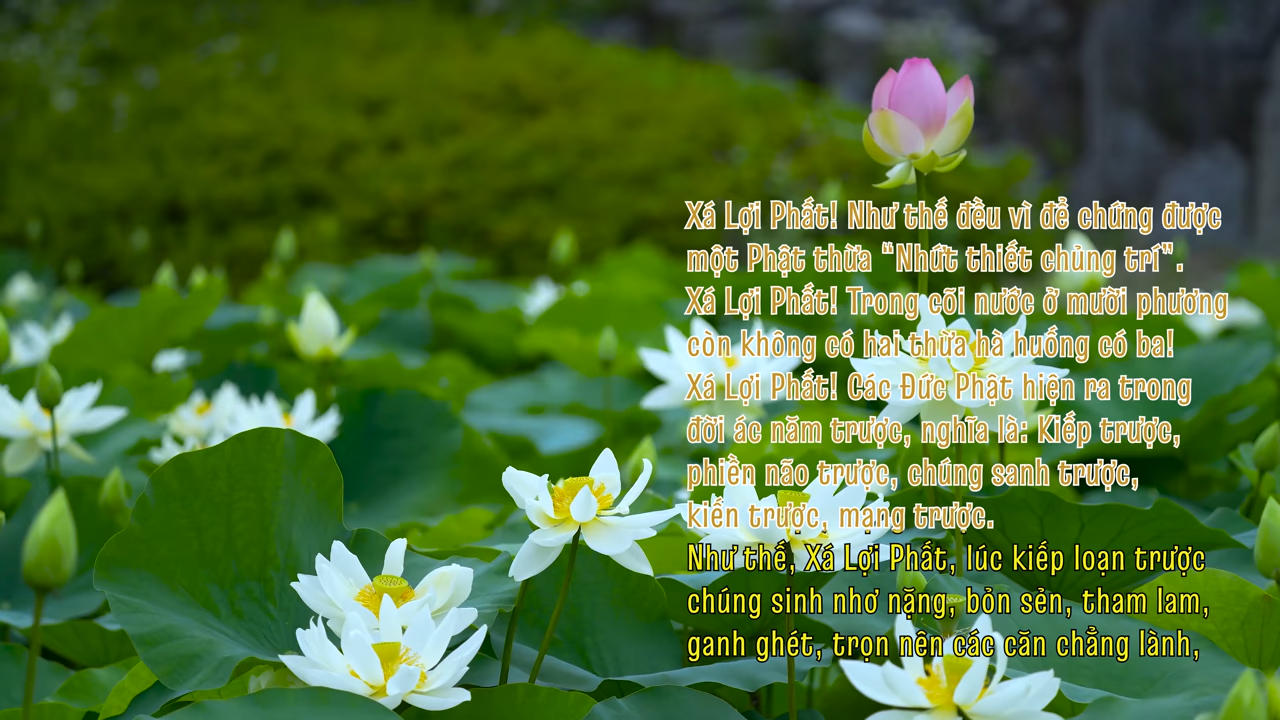 Xá Lợi Phất! Như thế đều vì để chứng được
một Phật thừa “Nhứt thiết chủng trí”.
Xá Lợi Phất! Trong cõi nước ở mười phương
còn không có hai thừa hà huống có ba!
Xá Lợi Phất! Các Đức Phật hiện ra trong
đời ác năm trược, nghĩa là: Kiếp trược,
phiền não trược, chúng sanh trược,
kiến trược, mạng trược.
Như thế, Xá Lợi Phất, lúc kiếp loạn trược
chúng sinh nhơ nặng, bỏn sẻn, tham lam,
ganh ghét, trọn nên các căn chẳng lành,